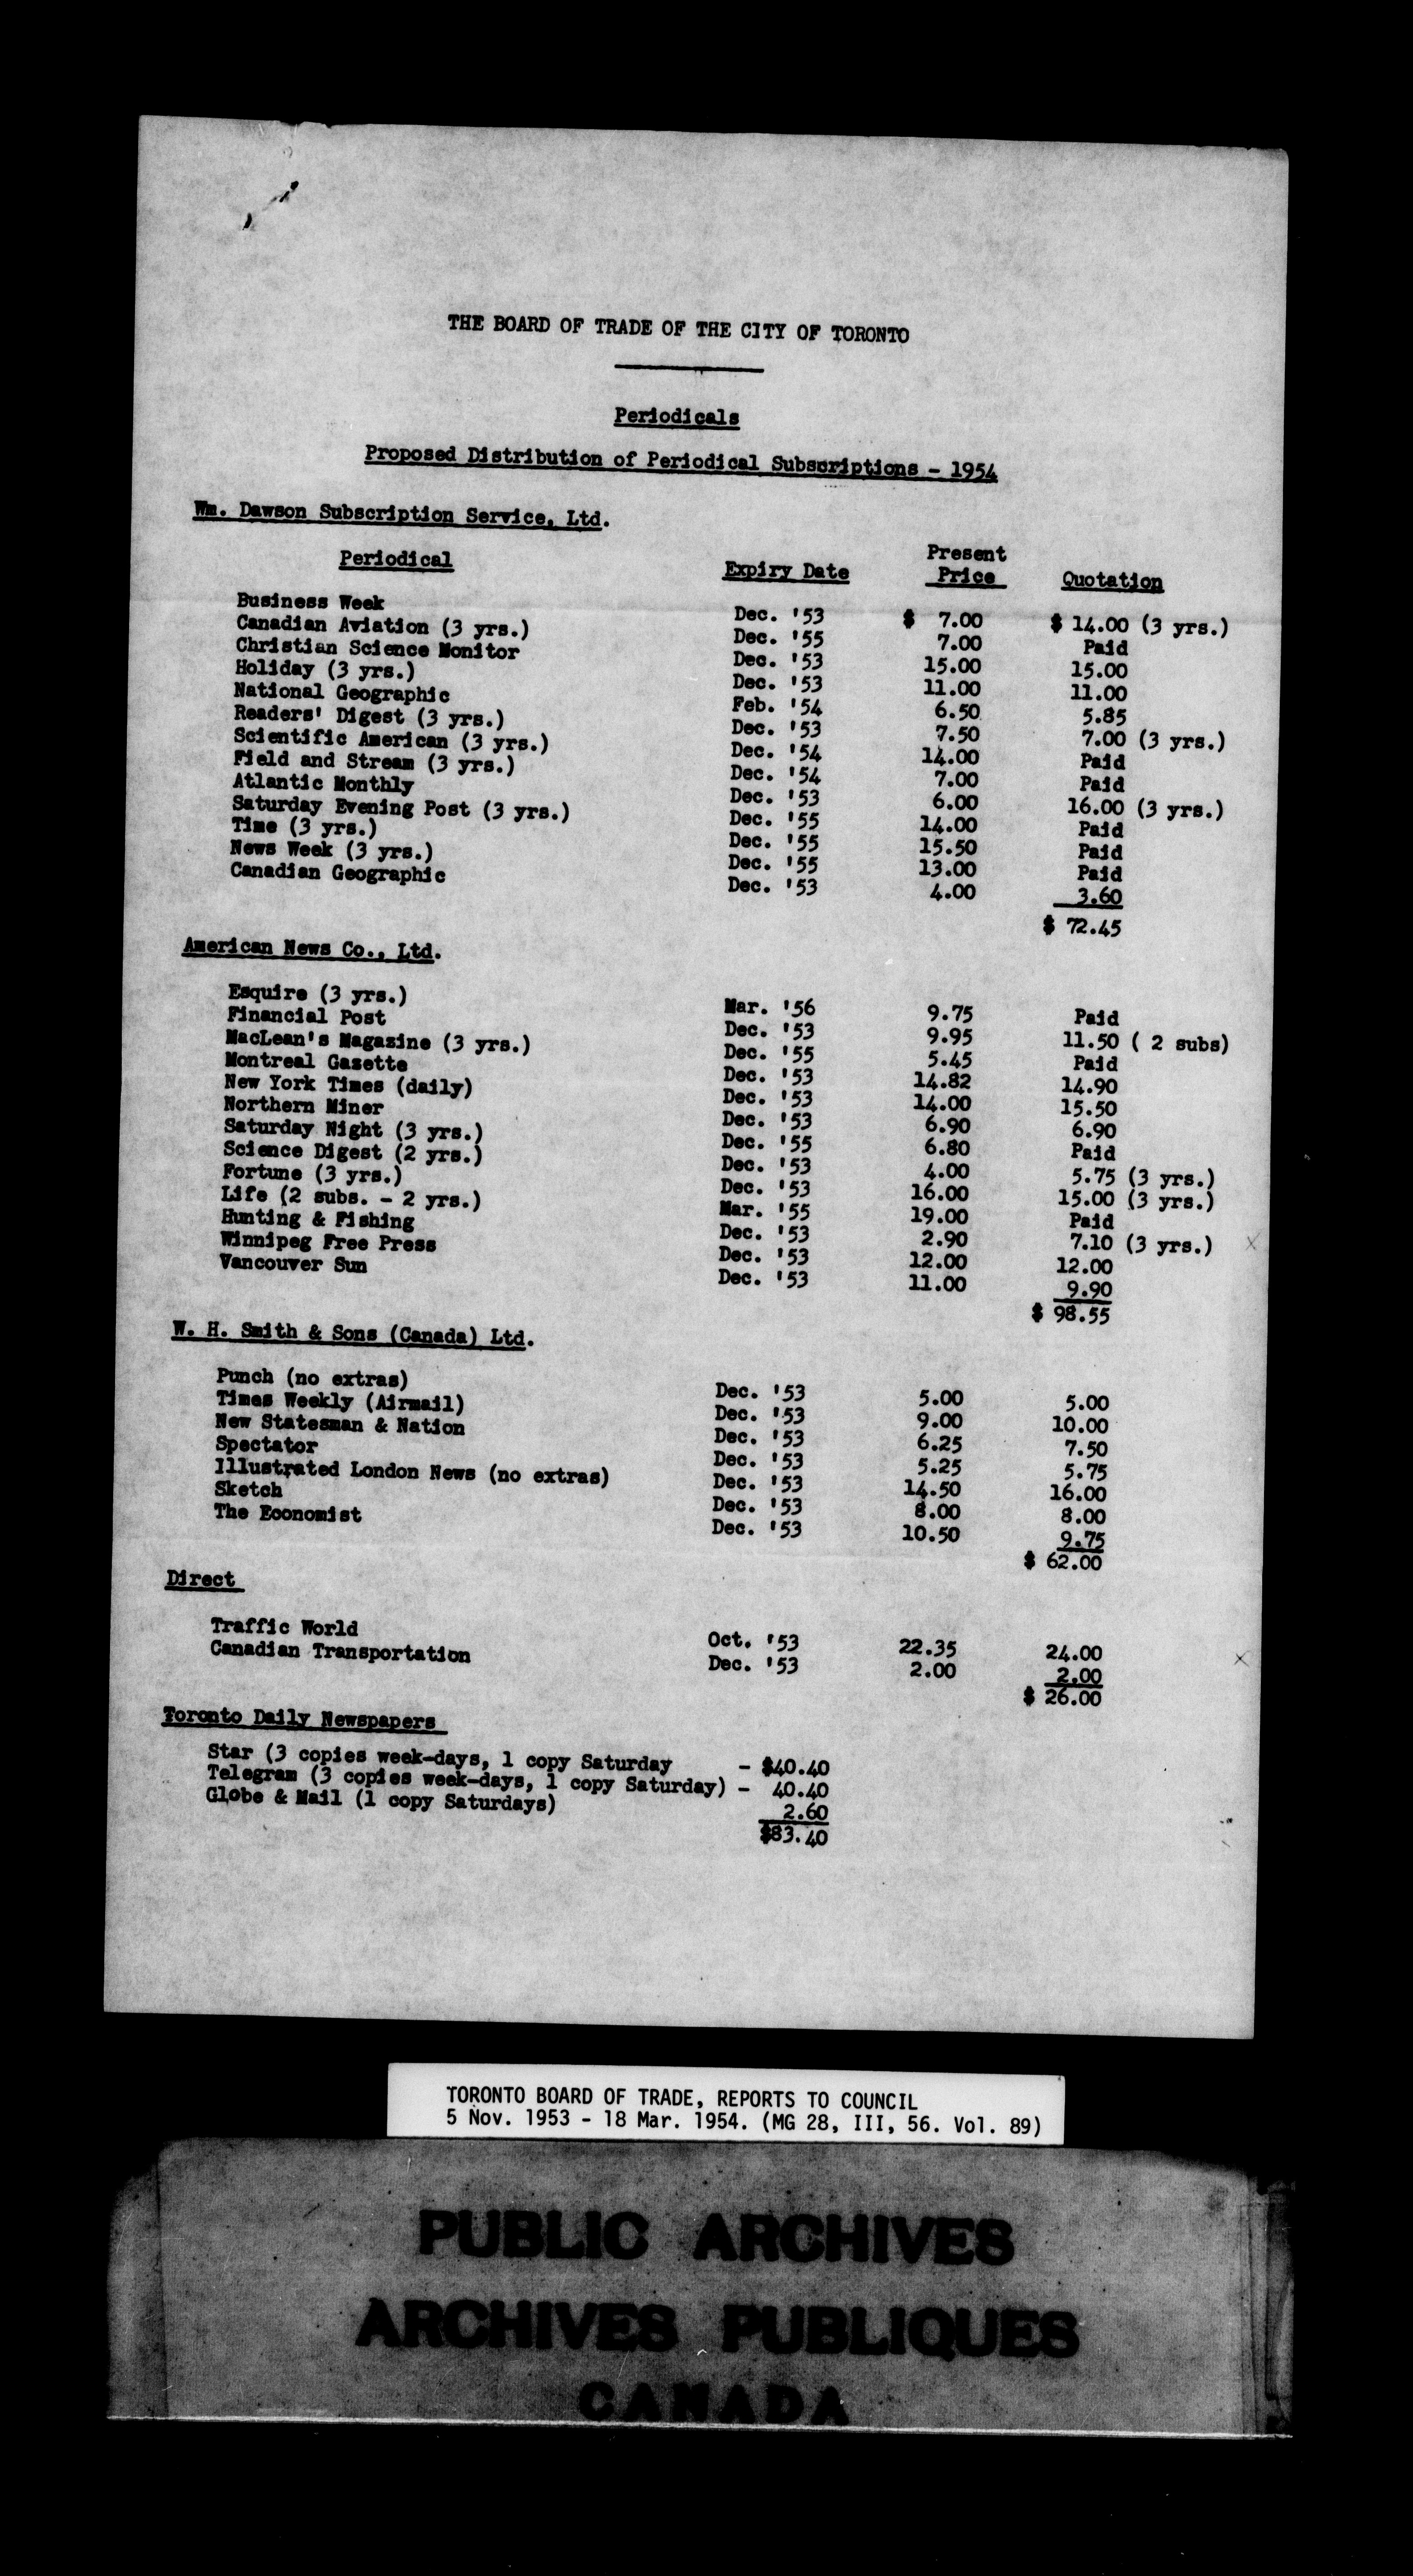 THE BOARD OF TRADE OF THE CITY OF TORONTO
Periodicals
Proposed Distribution of Periodical Subscriptions - 1954
Wm. Dawson Subscription Service, Ltd.
Periodical Expiry Date Present Price Quotation
Business Week Dec. '53 $ 7.00 $ 14.00 (3 yrs.)
Canadian Aviation (3 yrs.) Dec. '55 7.00 Paid
Christian Science Monitor Dec. '53 15.00 15.00
Holiday (3 yrs.) Dec. '53 11.00 11.00
National Geographic Feb. '54 6.50 5.85
Readers' Digest (3 yrs.) Dec. '53 7.50 7.00 (3 yrs.)
Scientific American (3 yrs.) Dec. '54 14.00 Paid
Field and Stream (3 yrs.) Dec. '54 7.00 Paid
Atlantic Monthly Dec. '53 6.00 16.00 (3 yrs.)
Saturday Evening Post (3 yrs.) Dec. '55 14.00 Paid
Time (3 yrs.) Dec. '55 15.50 Paid
News Week (3 yrs.) Dec. '55 13.00 Paid
Canadian Geographic Dec. '53 4.00 3.60
$ 72.45
American News Co., Ltd.
Esquire (3 yrs.) Mar. '56 9.75 Paid
Financial Post Dec. '53 9.95 11.50 ( 2 subs)
MacLean's Magazine (3 yrs.) Dec. '55 5.45 Paid
Montreal Gazette Dec. '53 14.82 14.90
New York Times (daily) Dec. '53 14.00 15.50
Northern Miner Dec. '53 6.90 6.90
Saturday Night (3 yrs.) Dec. '55 6.80 Paid
Science Digest (2 yrs.) Dec. '53 4.00 5.75 (3 yrs.)
Fortune (3 yrs.) Dec. '53 16.00 15.00 (3 yrs.)
Life (2 subs. - 2 yrs.) Mar. '55 19.00 Paid
Hunting & Fishing Dec. '53 2.90 7.10 (3 yrs.) x
Winnipeg Free Press Dec. '53 12.00 12.00
Vancouver Sun Dec. '53 11.00 9.90
$ 98.55
W. H. Smith & Sons (Canada) Ltd.
Punch (no extras) Dec. '53 5.00 5.00
Times Weekly (Airmail) Dec. '53 9.00 10.00
New Statesman & Nation Dec. '53 6.25 7.50
Spectator Dec. '53 5.25 5.75
Illustrated London News (no extras) Dec. '53 14.50 16.00
Sketch Dec. '53 8.00 8.00
The Economist Dec. '53 10.50 9.75
$ 62.00
Direct
Traffic World Oct. '53 22.35 24.00 x
Canadian Transportation Dec. '53 2.00 2.00
$ 26.00
Toronto Daily Newspapers
Star (3 copies week-days, 1 copy Saturday - $40.40
Telegram (3 copies week-days, 1 copy Saturday) - 40.40
Globe & Mail (1 copy Saturdays) 2.60
$83.40
TORONTO BOARD OF TRADE, REPORTS TO COUNCIL
5 Nov. 1953 - 18 Mar. 1954. (MG 28, III, 56. Vol. 89)
PUBLIC ARCHIVES
ARCHIVES PUBLIQUES
CANADA